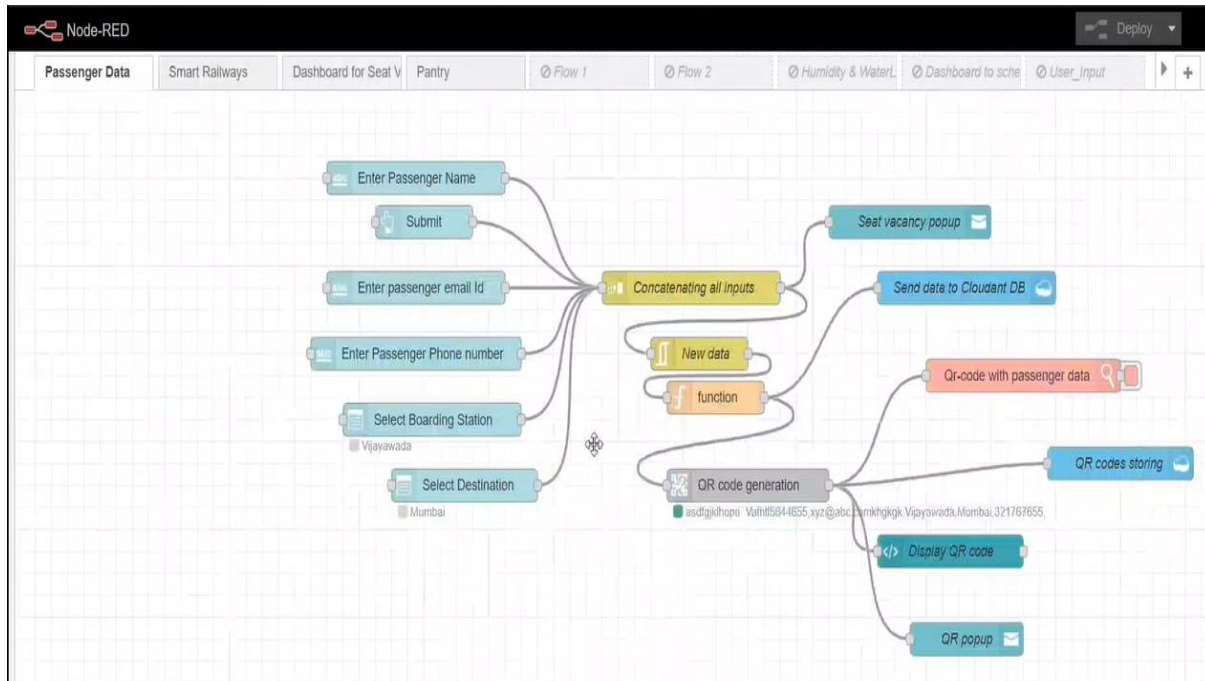 Node-RED
Deploy
Passenger Data
Smart Railways
Dashboard for Seat V
Pantry
Flow 1
Flow 2
Humidity & WaterL
Dashboard to sche
User_Input
Enter Passenger Name
Submit
Seat vacancy popup
Enter passenger email Id
Concatenating all inputs
Send data to Cloudant DB
Enter Passenger Phone number
New data
Qr-code with passenger data
function
Select Boarding Station
Vijayawada
QR codes storing
Select Destination
QR code generation
Mumbai
Vijayawada,Mumbai,321767655,
Display QR code
QR popup